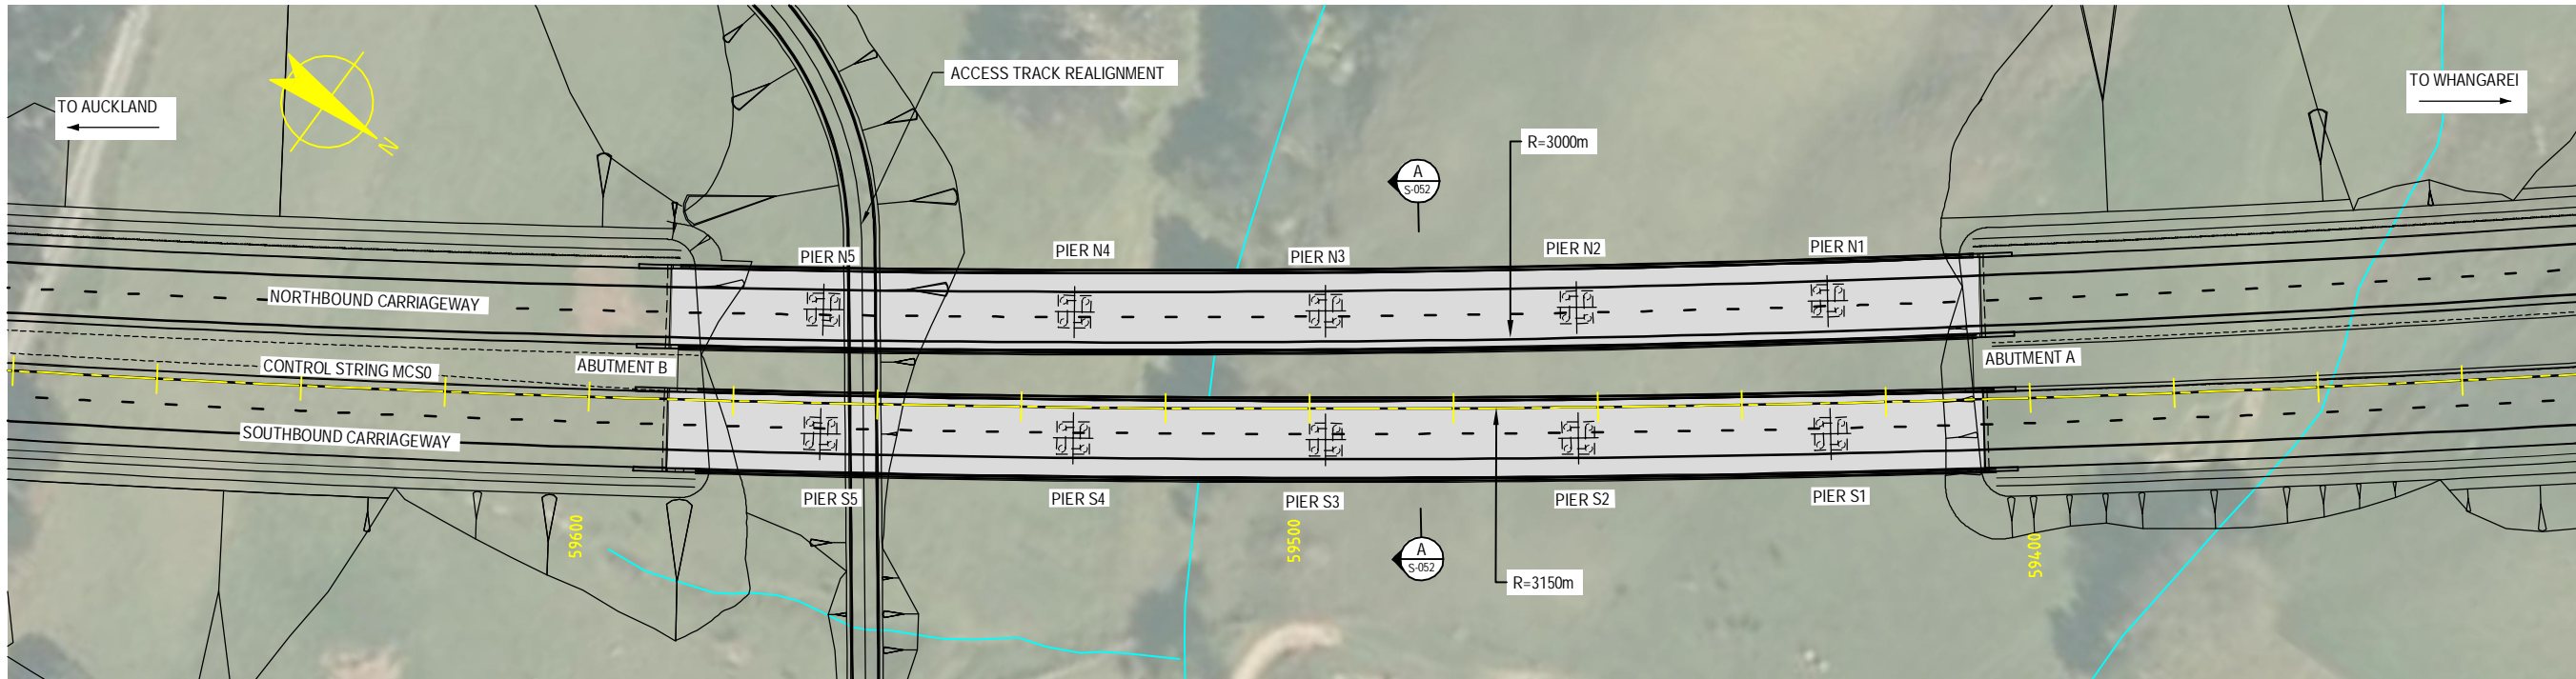 ACCESS TRACK REALIGNMENT
TO AUCKLAND
TO WHANGAREI
N
R=3000m
A
S-052
PIER N5
PIER N4
PIER N3
PIER N2
PIER N1
NORTHBOUND CARRIAGEWAY
CONTROL STRING MCS0
ABUTMENT B
ABUTMENT A
SOUTHBOUND CARRIAGEWAY
PIER S5
PIER S4
PIER S3
PIER S2
PIER S1
59600
59500
59400
A
S-052
R=3150m